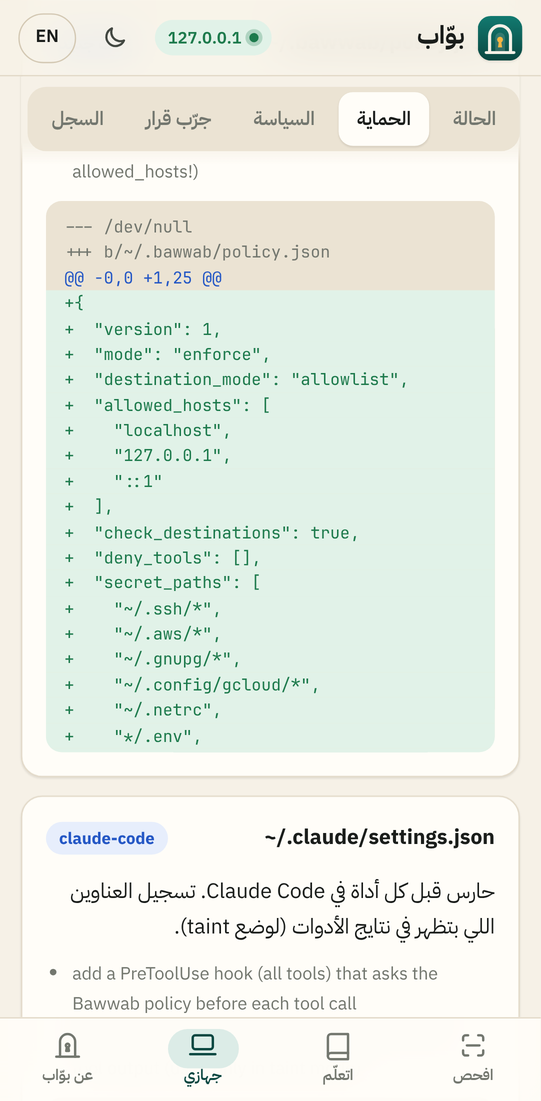 بوّاب
127.0.0.1
EN
الحالة
الحماية
السياسة
جرّب قرار
السجل
allowed_hosts!)
--- /dev/null
+++ b/~/.bawwab/policy.json
@@ -0,0 +1,25 @@
+{
+  "version": 1,
+  "mode": "enforce",
+  "destination_mode": "allowlist",
+  "allowed_hosts": [
+    "localhost",
+    "127.0.0.1",
+    "::1"
+  ],
+  "check_destinations": true,
+  "deny_tools": [],
+  "secret_paths": [
+    "~/.ssh/*",
+    "~/.aws/*",
+    "~/.gnupg/*",
+    "~/.config/gcloud/*",
+    "~/.netrc",
+    "*/.env",
~/.claude/settings.json
claude-code
حارس قبل كل أداة في Claude Code. تسجيل العناوين
اللي بتظهر في نتايج الأدوات (لوضع taint).
• add a PreToolUse hook (all tools) that asks the
Bawwab policy before each tool call
افحص
اتعلّم
جهازي
عن بوّاب